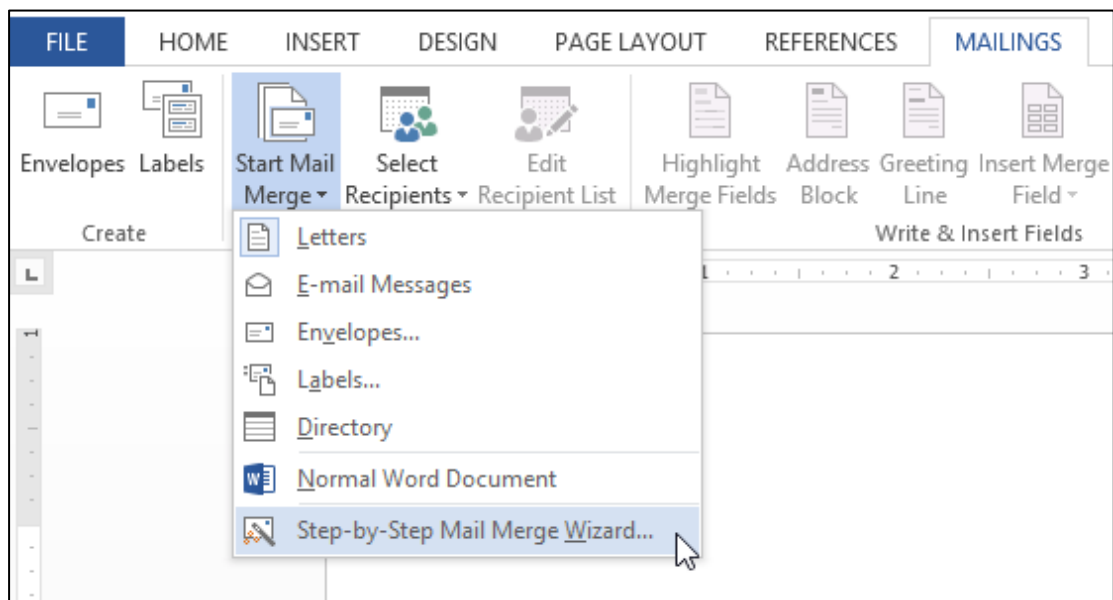 FILE HOME INSERT DESIGN PAGE LAYOUT REFERENCES MAILINGS
Envelopes Labels Start Mail Select Edit Highlight Address Greeting Insert Merge
Merge Recipients Recipient List Merge Fields Block Line Field
Create Write & Insert Fields
Letters
E-mail Messages
Envelopes...
Labels...
Directory
Normal Word Document
Step-by-Step Mail Merge Wizard...
L
1 2 3
1
W